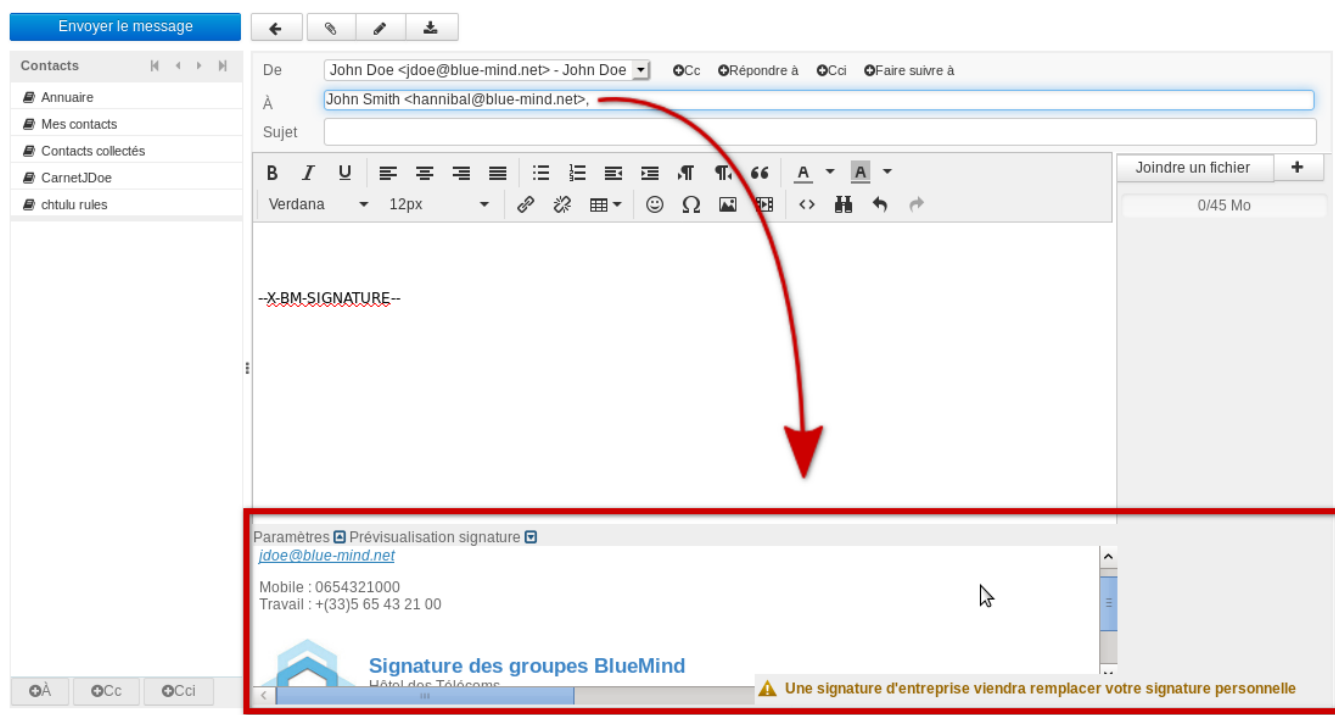 Envoyer le message
Contacts
Annuaire
Mes contacts
Contacts collectés
CarnetJDoe
chtulu rules
De John Doe <jdoe@blue-mind.net> - John Doe Cc Répondre à Cci Faire suivre à
À John Smith <hannibal@blue-mind.net>,
Sujet
B I U A A
Verdana 12px
Joindre un fichier +
0/45 Mo
--X-BM-SIGNATURE--
Paramètres Prévisualisation signature
jdoe@blue-mind.net
Mobile : 0654321000
Travail : +(33)5 65 43 21 00
Signature des groupes BlueMind
Hôtel des Télécoms
Une signature d'entreprise viendra remplacer votre signature personnelle
À Cc Cci